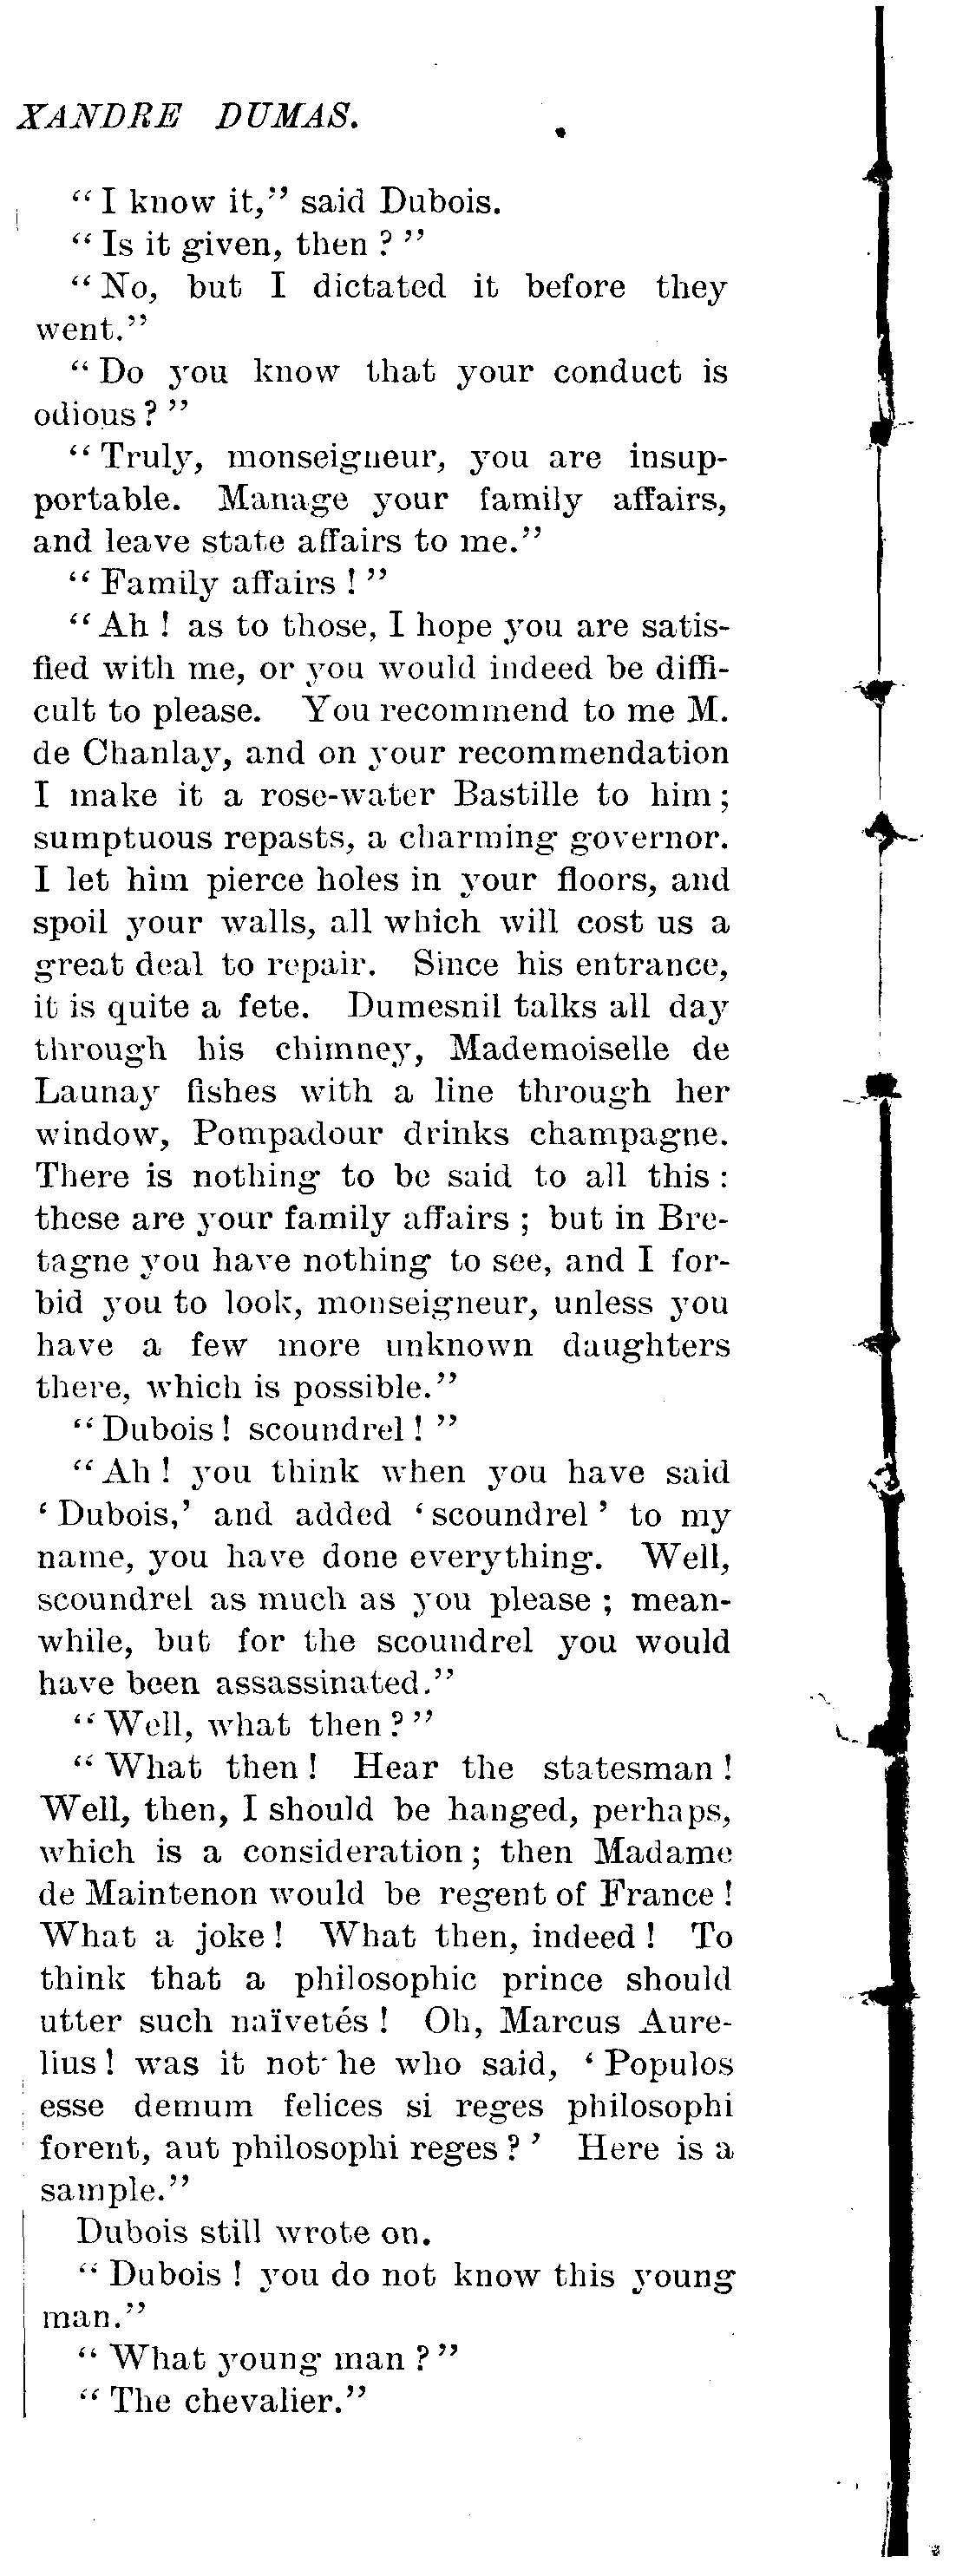 XANDRE DUMAS.
"I know it," said Dubois.
"Is it given, then?"
"No, but I dictated it before they
went."
"Do you know that your conduct is
odious?"
"Truly, monseigneur, you are insup-
portable. Manage your family affairs,
and leave state affairs to me."
"Family affairs!"
"Ah! as to those, I hope you are satis-
fied with me, or you would indeed be diffi-
cult to please. You recommend to me M.
de Chanlay, and on your recommendation
I make it a rose-water Bastille to him;
sumptuous repasts, a charming governor.
I let him pierce holes in your floors, and
spoil your walls, all which will cost us a
great deal to repair. Since his entrance,
it is quite a fete. Dumesnil talks all day
through his chimney, Mademoiselle de
Launay fishes with a line through her
window, Pompadour drinks champagne.
There is nothing to be said to all this:
these are your family affairs; but in Bre-
tagne you have nothing to see, and I for-
bid you to look, monseigneur, unless you
have a few more unknown daughters
there, which is possible."
"Dubois! scoundrel!"
"Ah! you think when you have said
'Dubois,' and added 'scoundrel' to my
name, you have done everything. Well,
scoundrel as much as you please; mean-
while, but for the scoundrel you would
have been assassinated."
"Well, what then?"
"What then! Hear the statesman!
Well, then, I should be hanged, perhaps,
which is a consideration; then Madame
de Maintenon would be regent of France!
What a joke! What then, indeed! To
think that a philosophic prince should
utter such naïvetés! Oh, Marcus Aure-
lius! was it not he who said, 'Populos
esse demum felices si reges philosophi
forent, aut philosophi reges?' Here is a
sample."
Dubois still wrote on.
"Dubois! you do not know this young
man."
"What young man?"
"The chevalier."